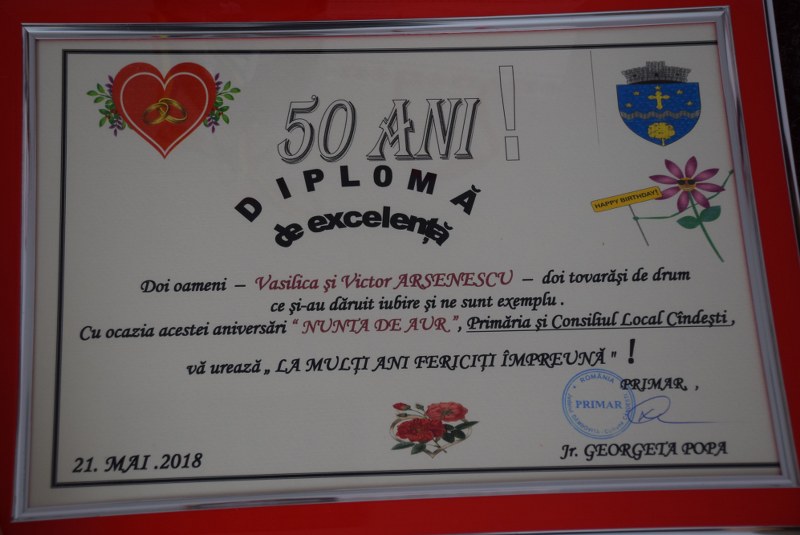 50 ANI !
DIPLOMĂ
de excelență
HAPPY BIRTHDAY!
Doi oameni – Vasilica și Victor ARSENESCU – doi tovarăși de drum
ce și-au dăruit iubire și ne sunt exemplu .
Cu ocazia acestei aniversări " NUNTA DE AUR ", Primăria și Consiliul Local Cîndești ,
vă urează „ LA MULȚI ANI FERICIȚI ÎMPREUNĂ " !
PRIMAR, ,
ROMÂNIA
PRIMAR
21. MAI .2018
Jr. GEORGETA POPA